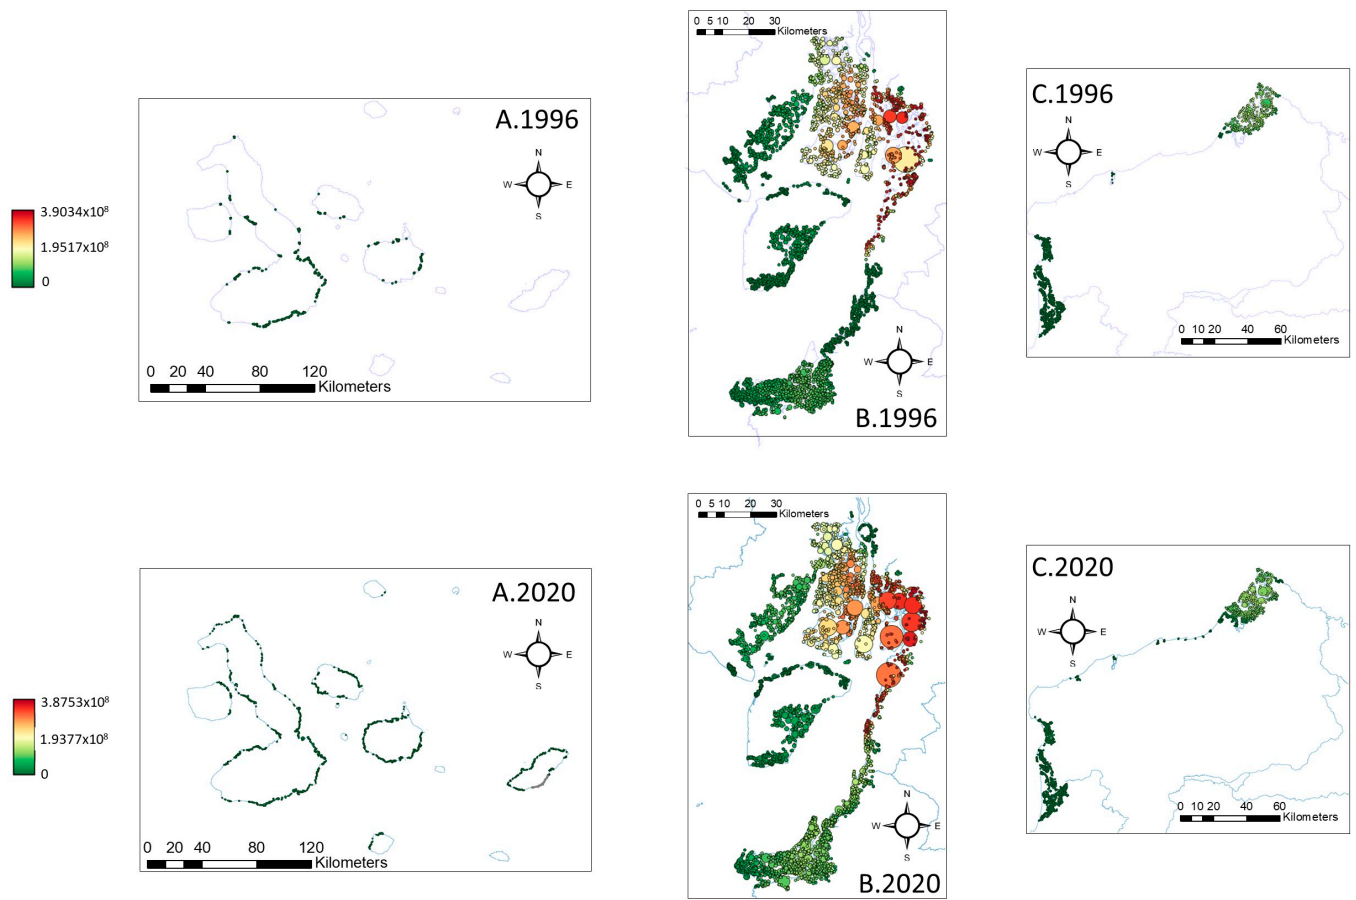 3.9034x10⁸
1.9517x10⁸
0
A.1996
N
W E
S
0 20 40 80 120
Kilometers
0 5 10 20 30
Kilometers
N
W E
S
B.1996
C.1996
N
W E
S
0 10 20 40 60
Kilometers
3.8753x10⁸
1.9377x10⁸
0
A.2020
N
W E
S
0 20 40 80 120
Kilometers
0 5 10 20 30
Kilometers
N
W E
S
B.2020
C.2020
N
W E
S
0 10 20 40 60
Kilometers